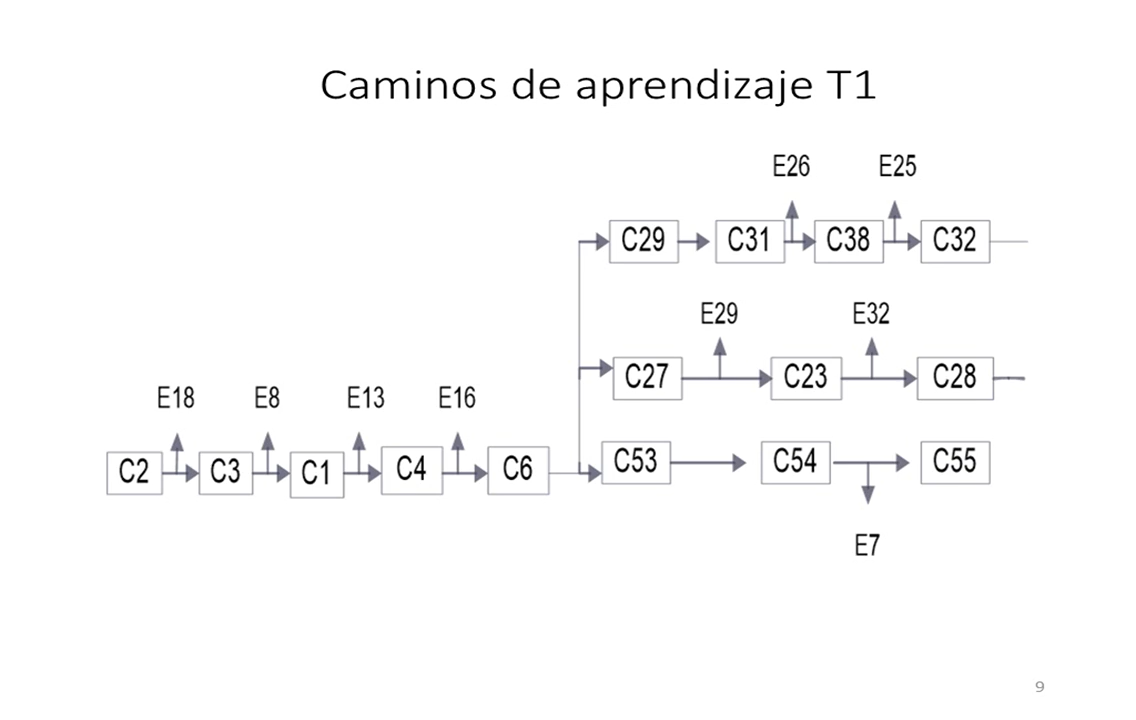 Caminos de aprendizaje T1
E26 E25
C29 C31 C38 C32
E29 E32
C27 C23 C28
E18 E8 E13 E16
C2 C3 C1 C4 C6 C53 C54 C55
E7
9